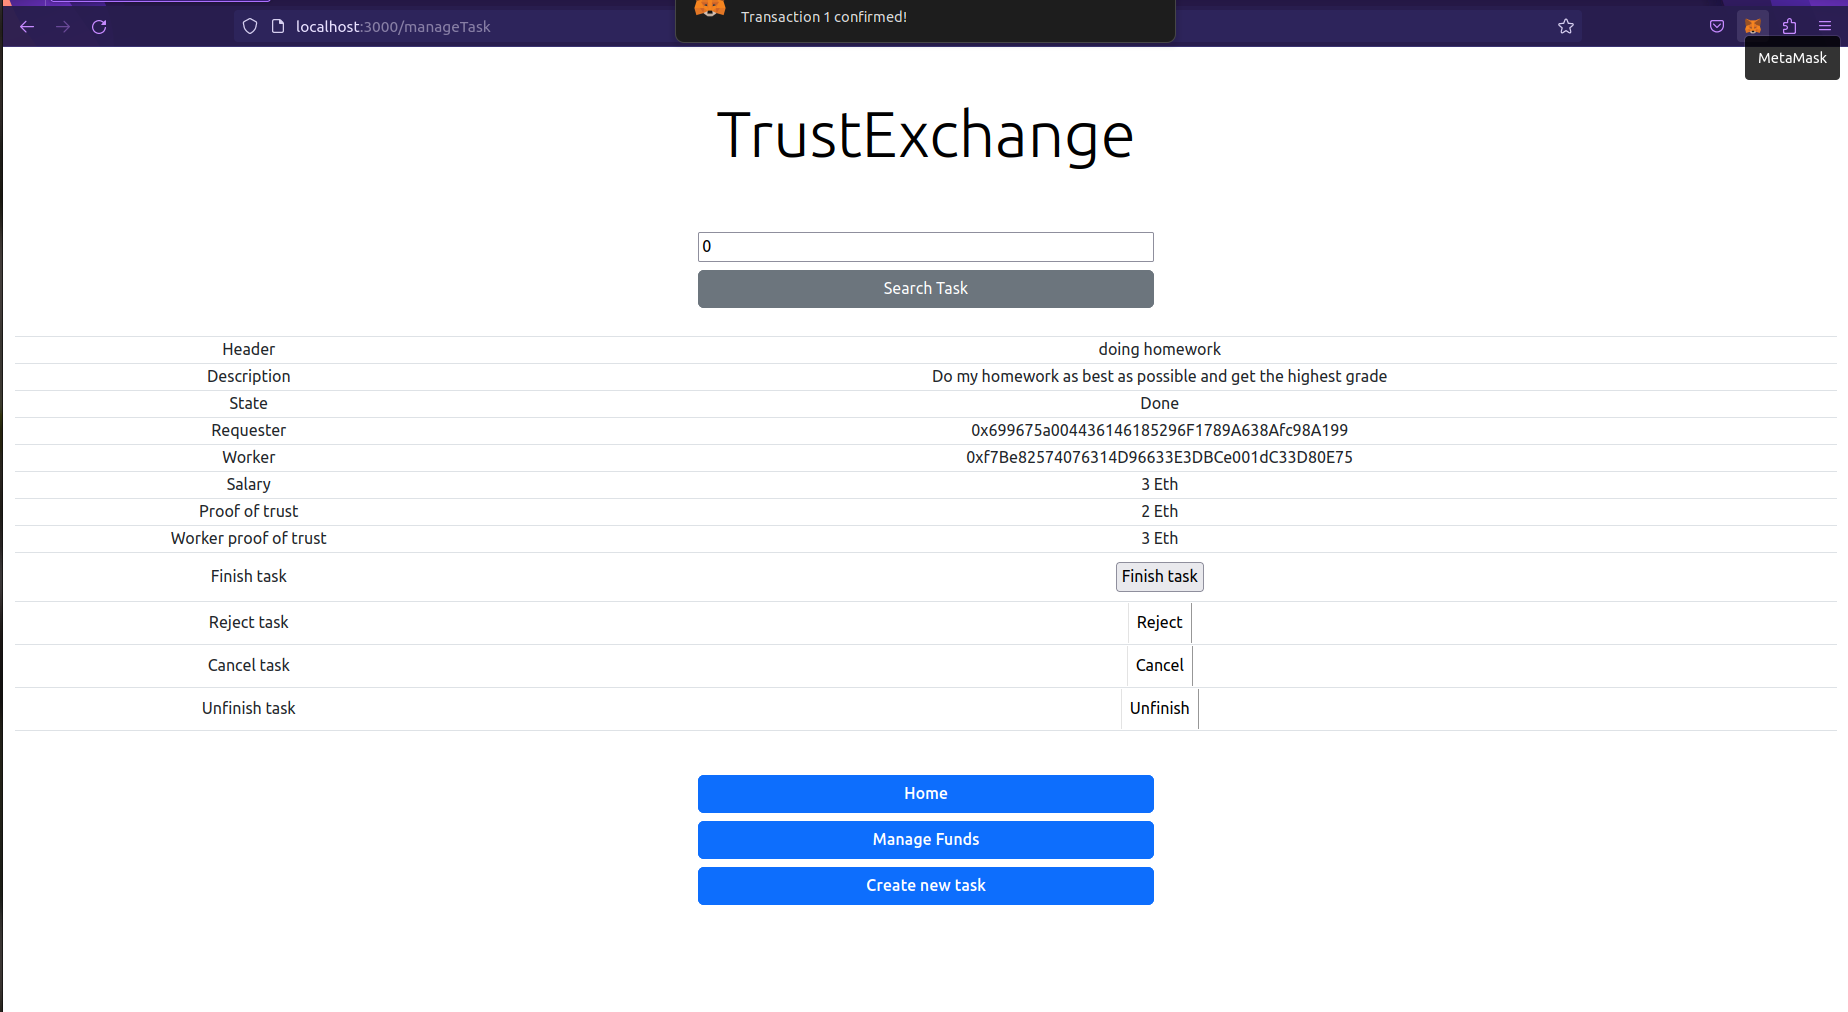 Transaction 1 confirmed!
localhost:3000/manageTask
MetaMask
TrustExchange
0
Search Task
Header doing homework
Description Do my homework as best as possible and get the highest grade
State Done
Requester 0x699675a004436146185296F1789A638Afc98A199
Worker 0xf7Be82574076314D96633E3DBCe001dC33D80E75
Salary 3 Eth
Proof of trust 2 Eth
Worker proof of trust 3 Eth
Finish task Finish task
Reject task Reject
Cancel task Cancel
Unfinish task Unfinish
Home
Manage Funds
Create new task